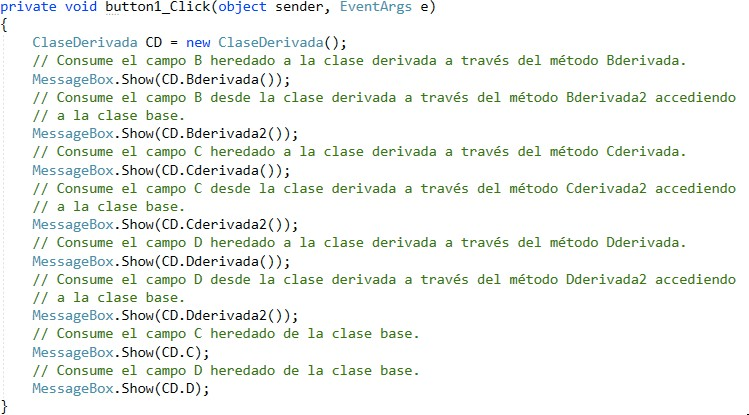 private void button1_Click(object sender, EventArgs e)
{
ClaseDerivada CD = new ClaseDerivada();
// Consume el campo B heredado a la clase derivada a través del método Bderivada.
MessageBox.Show(CD.Bderivada());
// Consume el campo B desde la clase derivada a través del método Bderivada2 accediendo
// a la clase base.
MessageBox.Show(CD.Bderivada2());
// Consume el campo C heredado a la clase derivada a través del método Cderivada.
MessageBox.Show(CD.Cderivada());
// Consume el campo C desde la clase derivada a través del método Cderivada2 accediendo
// a la clase base.
MessageBox.Show(CD.Cderivada2());
// Consume el campo D heredado a la clase derivada a través del método Dderivada.
MessageBox.Show(CD.Dderivada());
// Consume el campo D desde la clase derivada a través del método Dderivada2 accediendo
// a la clase base.
MessageBox.Show(CD.Dderivada2());
// Consume el campo C heredado de la clase base.
MessageBox.Show(CD.C);
// Consume el campo D heredado de la clase base.
MessageBox.Show(CD.D);
}